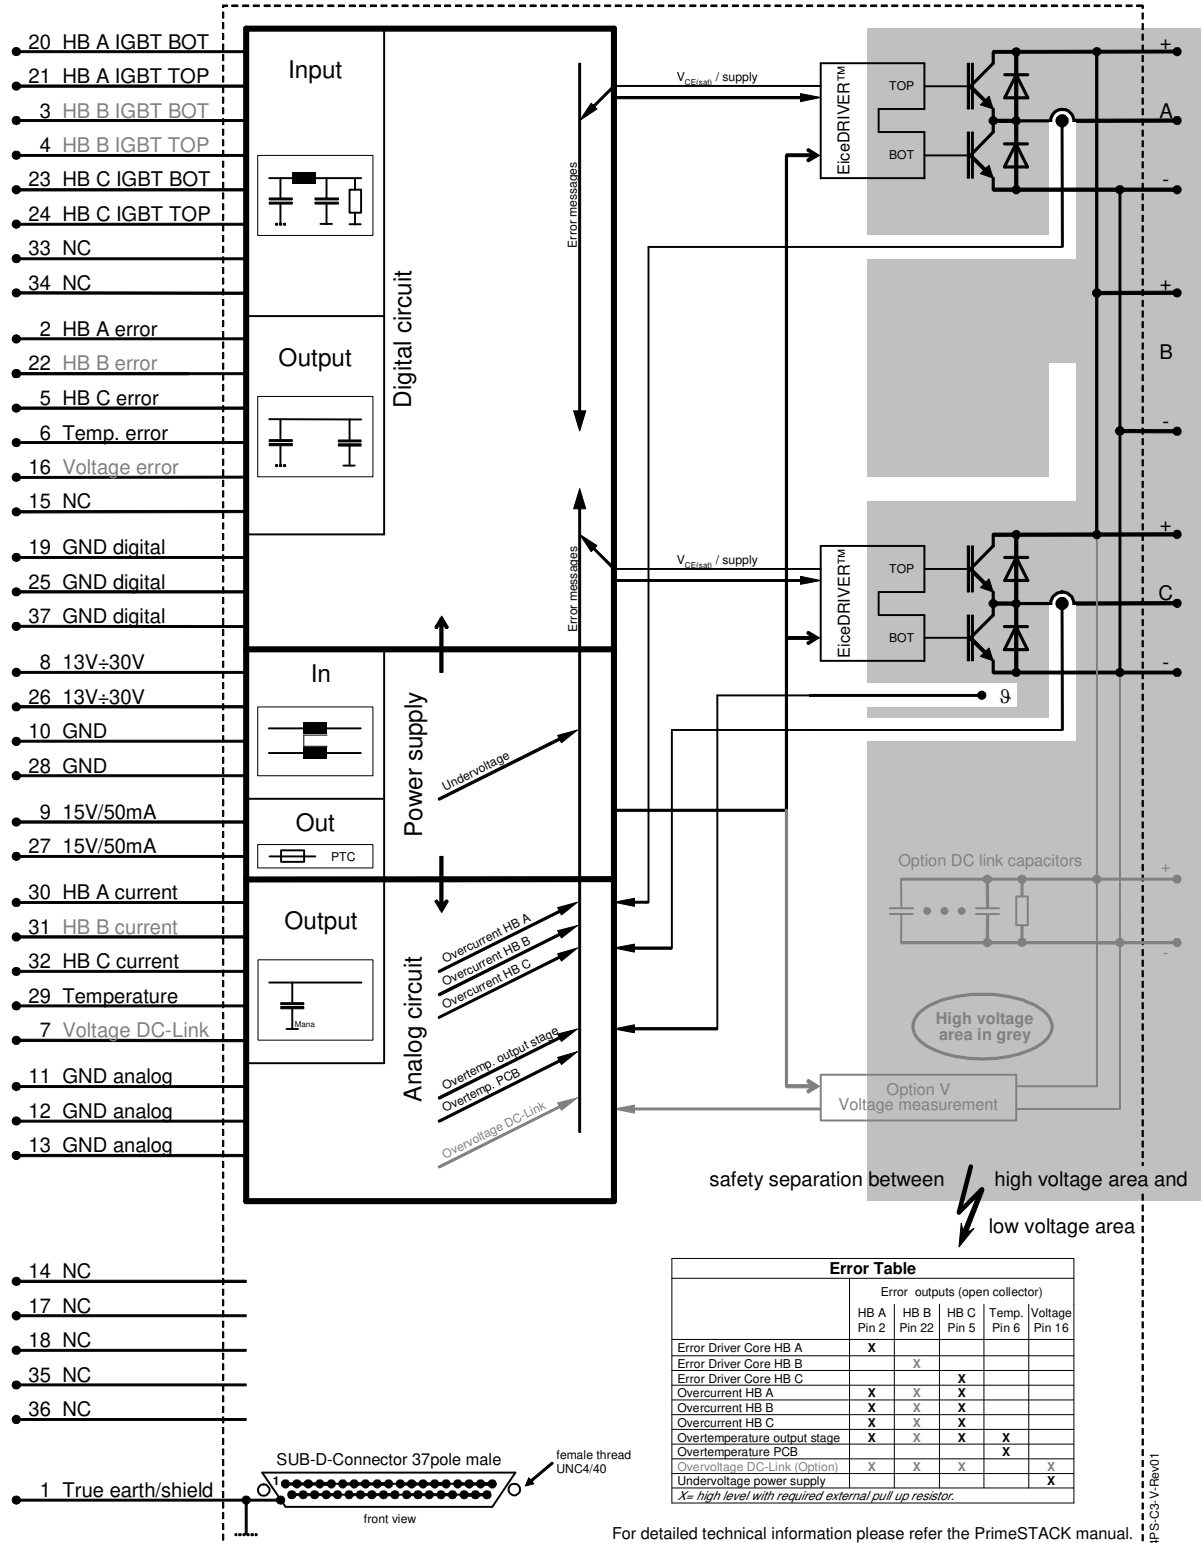 20 HB A IGBT BOT
21 HB A IGBT TOP
3 HB B IGBT BOT
4 HB B IGBT TOP
23 HB C IGBT BOT
24 HB C IGBT TOP
33 NC
34 NC
2 HB A error
22 HB B error
5 HB C error
6 Temp. error
16 Voltage error
15 NC
19 GND digital
25 GND digital
37 GND digital
8 13V÷30V
26 13V÷30V
10 GND
28 GND
9 15V/50mA
27 15V/50mA
30 HB A current
31 HB B current
32 HB C current
29 Temperature
7 Voltage DC-Link
11 GND analog
12 GND analog
13 GND analog
14 NC
17 NC
18 NC
35 NC
36 NC
1 True earth/shield
Input
Output
Digital circuit
Error messages
Error messages
In
Out
PTC
Power supply
Undervoltage
Output
Mana
Analog circuit
Overcurrent HB A
Overcurrent HB B
Overcurrent HB C
Overtemp. output stage
Overtemp. PCB
Overvoltage DC-Link
VCE(sat) / supply
EiceDRIVER™
TOP
BOT
+
A
-
+
B
-
VCE(sat) / supply
EiceDRIVER™
TOP
BOT
+
C
-
ϑ
Option DC link capacitors
+
-
High voltage
area in grey
Option V
Voltage measurement
safety separation between
high voltage area and
low voltage area
Error Table
Error outputs (open collector)
HB A HB B HB C Temp. Voltage
Pin 2 Pin 22 Pin 5 Pin 6 Pin 16
Error Driver Core HB A X
Error Driver Core HB B X
Error Driver Core HB C X
Overcurrent HB A X X X
Overcurrent HB B X X X
Overcurrent HB C X X X
Overtemperature output stage X X X X
Overtemperature PCB X
Overvoltage DC-Link (Option) X X X X
Undervoltage power supply X
X= high level with required external pull up resistor.
SUB-D-Connector 37pole male
1
female thread
UNC4/40
front view
For detailed technical information please refer the PrimeSTACK manual.
PS-C3-V-Rev01